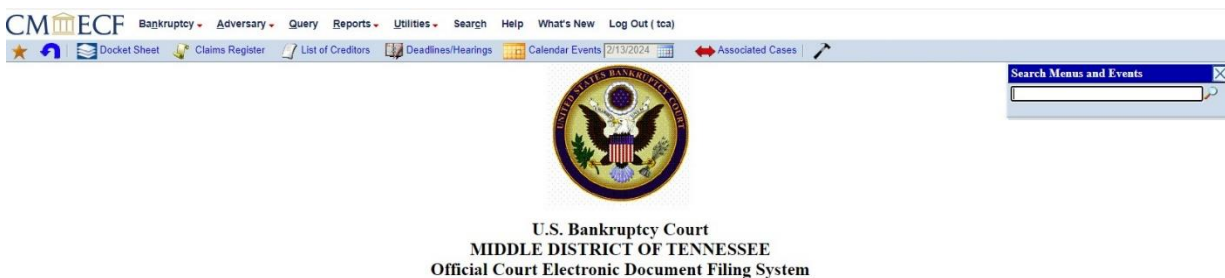 CM ECF Bankruptcy Adversary Query Reports Utilities Search Help What's New Log Out ( tca)
Docket Sheet Claims Register List of Creditors Deadlines/Hearings Calendar Events 2/13/2024 Associated Cases
Search Menus and Events
UNITED STATES BANKRUPTCY COURT
U.S. Bankruptcy Court
MIDDLE DISTRICT OF TENNESSEE
Official Court Electronic Document Filing System